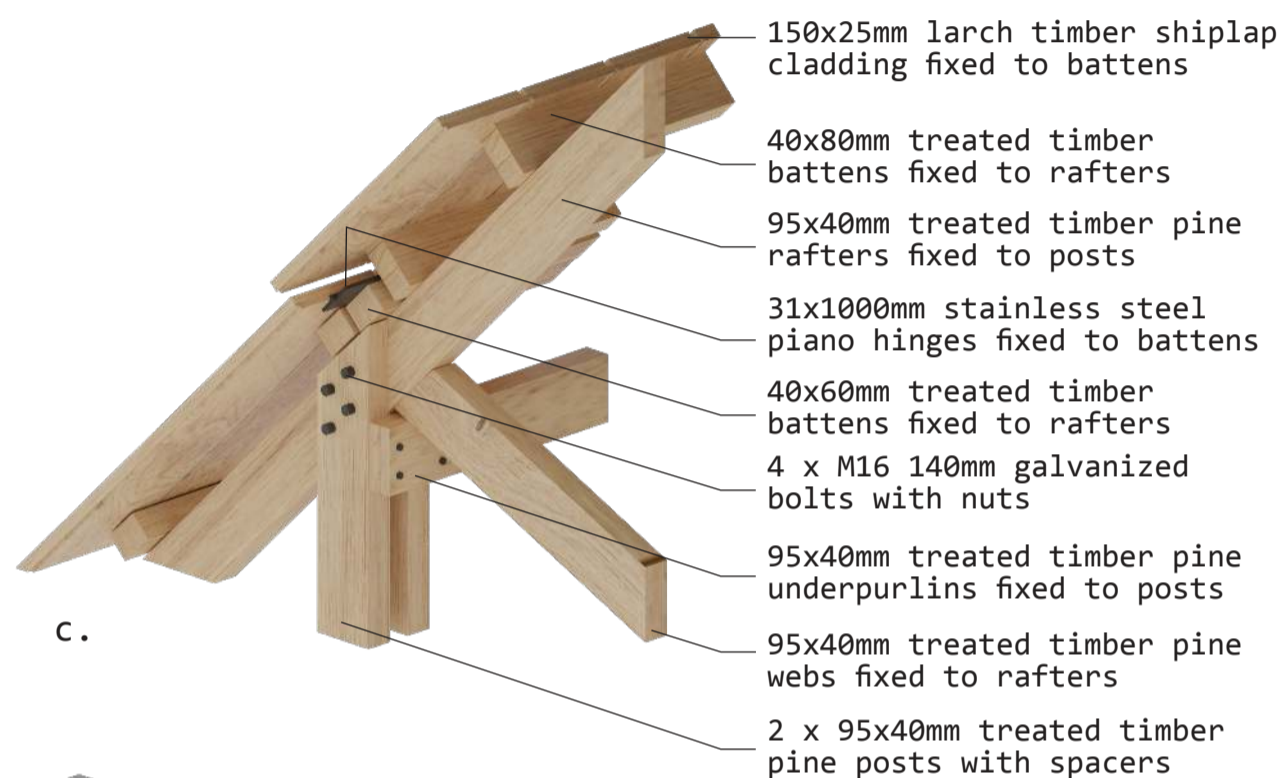 150x25mm larch timber shiplap
cladding fixed to battens
40x80mm treated timber
battens fixed to rafters
95x40mm treated timber pine
rafters fixed to posts
31x1000mm stainless steel
piano hinges fixed to battens
40x60mm treated timber
battens fixed to rafters
4 x M16 140mm galvanized
bolts with nuts
95x40mm treated timber pine
underpurlins fixed to posts
c.
95x40mm treated timber pine
webs fixed to rafters
2 x 95x40mm treated timber
pine posts with spacers